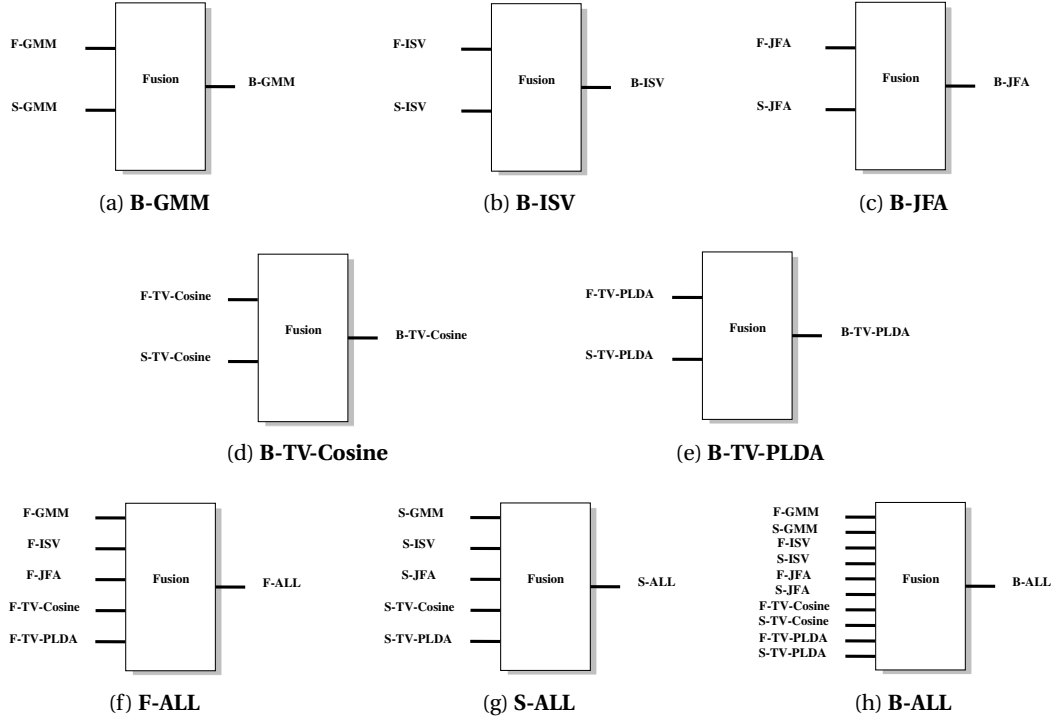 F-GMM
S-GMM
Fusion
B-GMM
(a) B-GMM
F-ISV
S-ISV
Fusion
B-ISV
(b) B-ISV
F-JFA
S-JFA
Fusion
B-JFA
(c) B-JFA
F-TV-Cosine
S-TV-Cosine
Fusion
B-TV-Cosine
(d) B-TV-Cosine
F-TV-PLDA
S-TV-PLDA
Fusion
B-TV-PLDA
(e) B-TV-PLDA
F-GMM
F-ISV
F-JFA
F-TV-Cosine
F-TV-PLDA
Fusion
F-ALL
(f) F-ALL
S-GMM
S-ISV
S-JFA
S-TV-Cosine
S-TV-PLDA
Fusion
S-ALL
(g) S-ALL
F-GMM
S-GMM
F-ISV
S-ISV
F-JFA
S-JFA
F-TV-Cosine
S-TV-Cosine
F-TV-PLDA
S-TV-PLDA
Fusion
B-ALL
(h) B-ALL